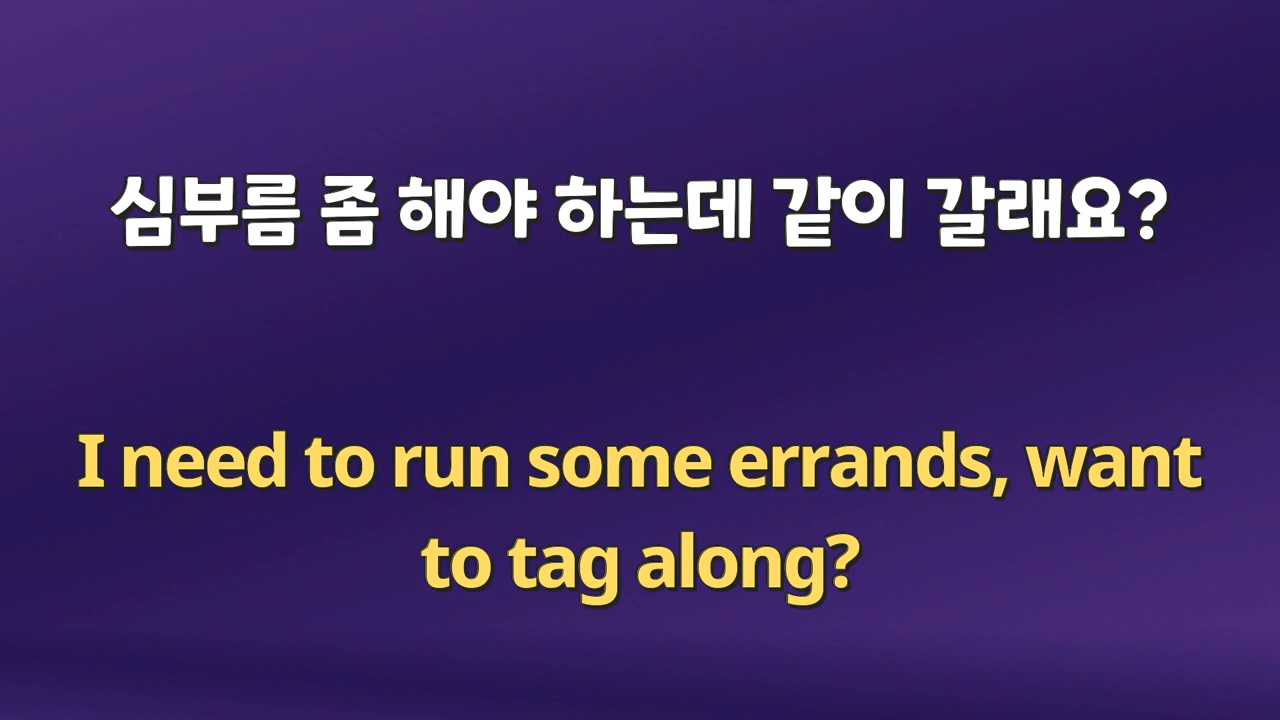 심부름 좀 해야 하는데 같이 갈래요?
I need to run some errands, want
to tag along?